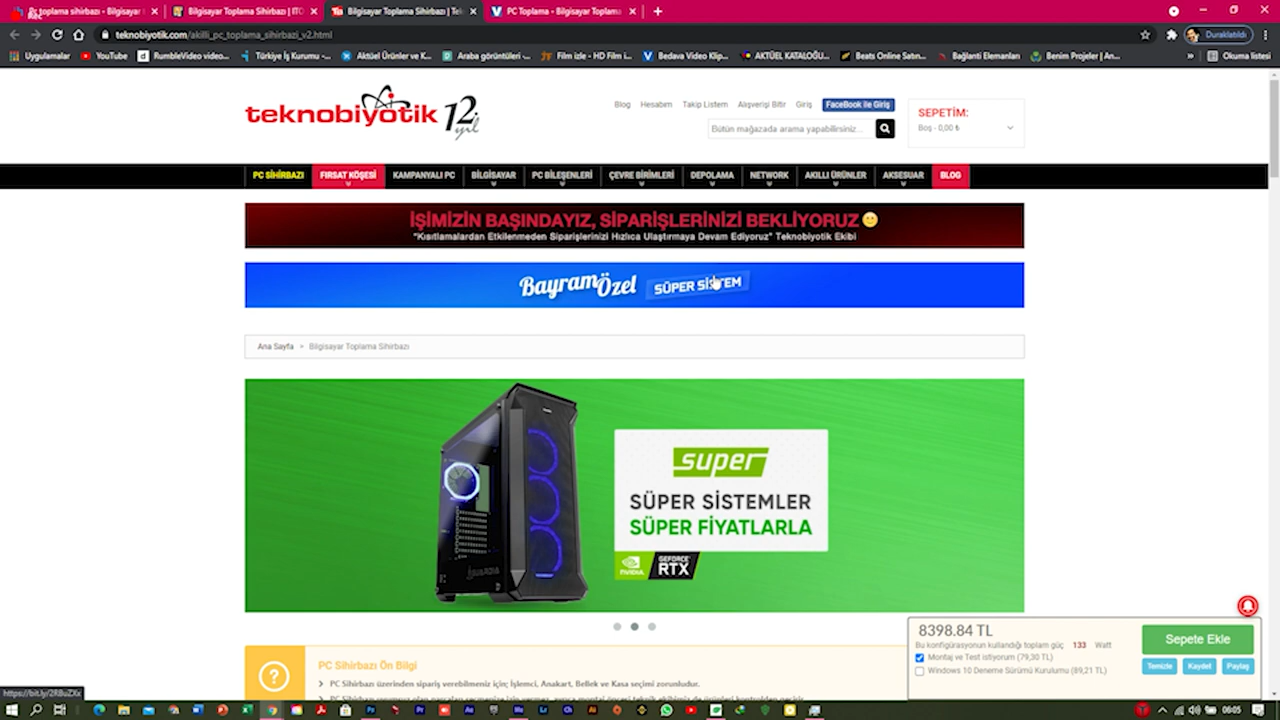 Pc toplama sihirbazı - Bilgisayar
Bilgisayar Toplama Sihirbazı | İTO
Bilgisayar Toplama Sihirbazı | Tek
PC Toplama - Bilgisayar Toplama
Rec
teknobiyotik.com/akilli_pc_toplama_sihirbazi_v2.html
Duraklatıldı
Uygulamalar
YouTube
RumbleVideo video...
Türkiye İş Kurumu -...
Aktüel Ürünler ve K...
Araba görüntüleri -...
Film izle - HD Film i...
Bedava Video Klip...
AKTÜEL KATALOĞU...
Beats Online Satın...
Bağlanti Elemanları
Benim Projeler | An...
»
Okuma listesi
teknobiyotik 12. yıl
Blog
Hesabım
Takip Listem
Alışverişi Bitir
Giriş
FaceBook ile Giriş
Bütün mağazada arama yapabilirsiniz...
SEPETİM:
Boş - 0,00 ₺
PC SİHİRBAZI
FIRSAT KÖŞESİ
KAMPANYALI PC
BİLGİSAYAR
PC BİLEŞENLERİ
ÇEVRE BİRİMLERİ
DEPOLAMA
NETWORK
AKILLI ÜRÜNLER
AKSESUAR
BLOG
İŞİMİZİN BAŞINDAYIZ, SİPARİŞLERİNİZİ BEKLİYORUZ
"Kısıtlamalardan Etkilenmeden Siparişlerinizi Hızlıca Ulaştırmaya Devam Ediyoruz" Teknobiyotik Ekibi
Bayram Özel SÜPER SİSTEM
Ana Sayfa > Bilgisayar Toplama Sihirbazı
SUPER
SÜPER SİSTEMLER
SÜPER FİYATLARLA
NVIDIA
GEFORCE
RTX
PC Sihirbazı Ön Bilgi
PC Sihirbazı üzerinden sipariş verebilmeniz için; İşlemci, Anakart, Bellek ve Kasa seçimi zorunludur.
8398.84 TL
Bu konfigürasyonun kullandığı toplam güç 133 Watt
Montaj ve Test istiyorum (79,30 TL)
Windows 10 Deneme Sürümü Kurulumu (89,21 TL)
Sepete Ekle
Temizle
Kaydet
Paylaş
https://bit.ly/2RBuZXx
06:05